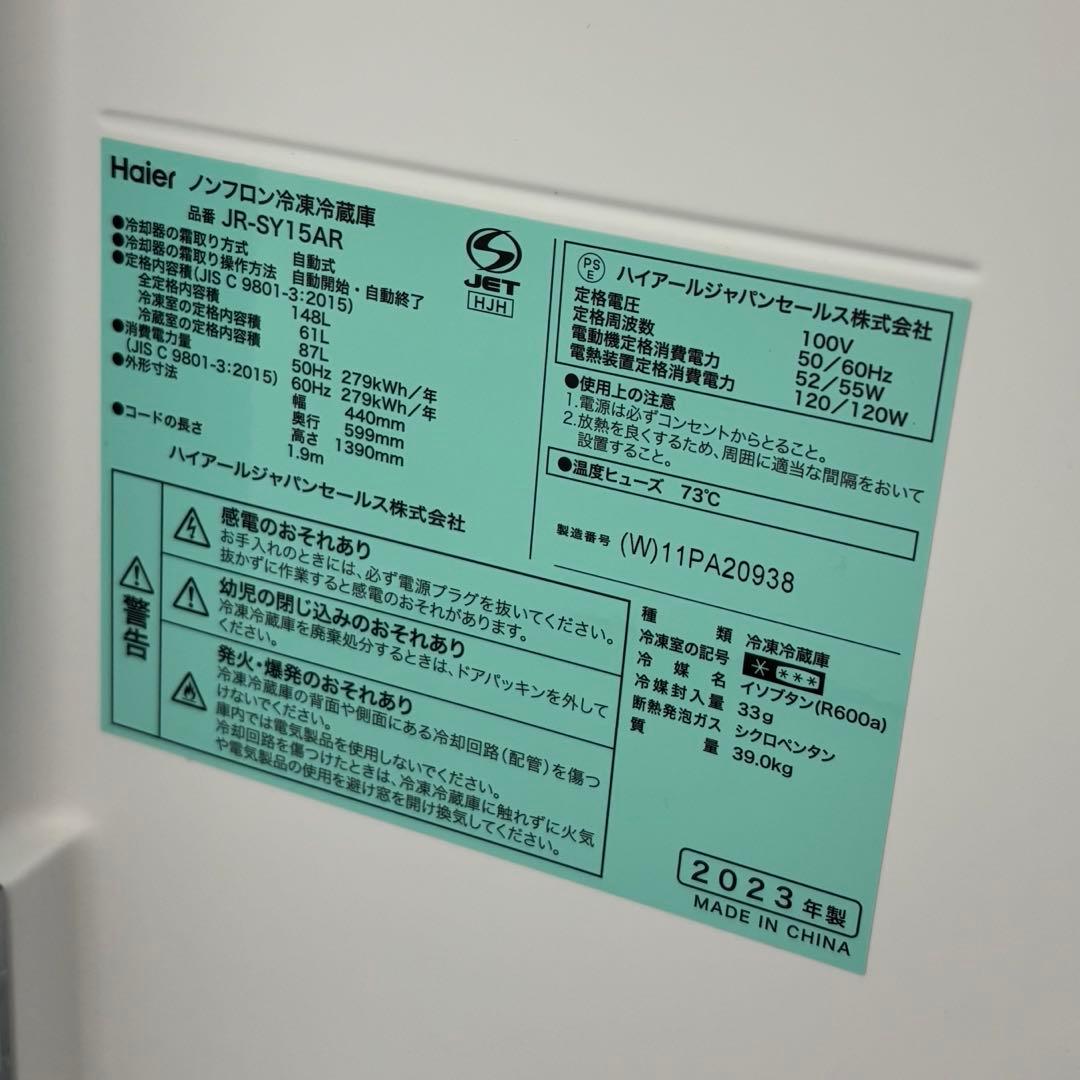 Haier ノンフロン冷凍冷蔵庫
品番 JR-SY15AR
●冷却器の霜取り方式 自動式
●冷却器の霜取り操作方法 自動開始・自動終了
●定格内容積(JIS C 9801-3:2015)
全定格内容積 148L
冷凍室の定格内容積 61L
冷蔵室の定格内容積 87L
●消費電力量 50Hz 279kWh/年
(JIS C 9801-3:2015) 60Hz 279kWh/年
●外形寸法 幅 440mm
奥行 599mm
高さ 1390mm
●コードの長さ 1.9m
ハイアールジャパンセールス株式会社
JET
HJH
PS
E
ハイアールジャパンセールス株式会社
定格電圧 100V
定格周波数 50/60Hz
電動機定格消費電力 52/55W
電熱装置定格消費電力 120/120W
●使用上の注意
1.電源は必ずコンセントからとること。
2.放熱を良くするため、周囲に適当な間隔をおいて
設置すること。
●温度ヒューズ 73℃
製造番号 (W)11PA20938
警告
感電のおそれあり
お手入れのときには、必ず電源プラグを抜いてください。
抜かずに作業すると感電のおそれがあります。
幼児の閉じ込みのおそれあり
冷凍冷蔵庫を廃棄処分するときは、ドアパッキンを外して
ください。
発火・爆発のおそれあり
冷凍冷蔵庫の背面や側面にある冷却回路(配管)を傷つ
けないでください。
庫内では電気製品を使用しないでください。
冷却回路を傷つけたときは、冷凍冷蔵庫に触れずに火気
や電気製品の使用を避け窓を開け換気してください。
種類 冷凍冷蔵庫
冷凍室の記号 * ***
冷媒名 イソブタン(R600a)
冷媒封入量 33g
断熱発泡ガス シクロペンタン
質量 39.0kg
2023年製
MADE IN CHINA